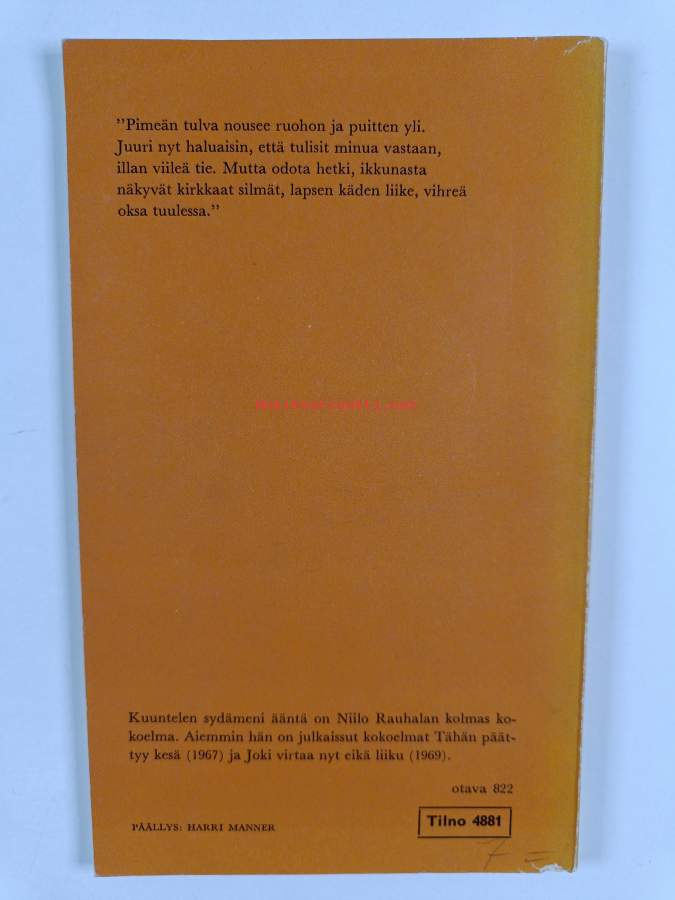 ”Pimeän tulva nousee ruohon ja puitten yli.
Juuri nyt haluaisin, että tulisit minua vastaan,
illan viileä tie. Mutta odota hetki, ikkunasta
näkyvät kirkkaat silmät, lapsen käden liike, vihreä
oksa tuulessa.”
Kuuntelen sydämeni ääntä on Niilo Rauhalan kolmas ko-
koelma. Aiemmin hän on julkaissut kokoelmat Tähän päät-
tyy kesä (1967) ja Joki virtaa nyt eikä liiku (1969).
otava 822
Tilno 4881
PÄÄLLYS: HARRI MANNER
7 =